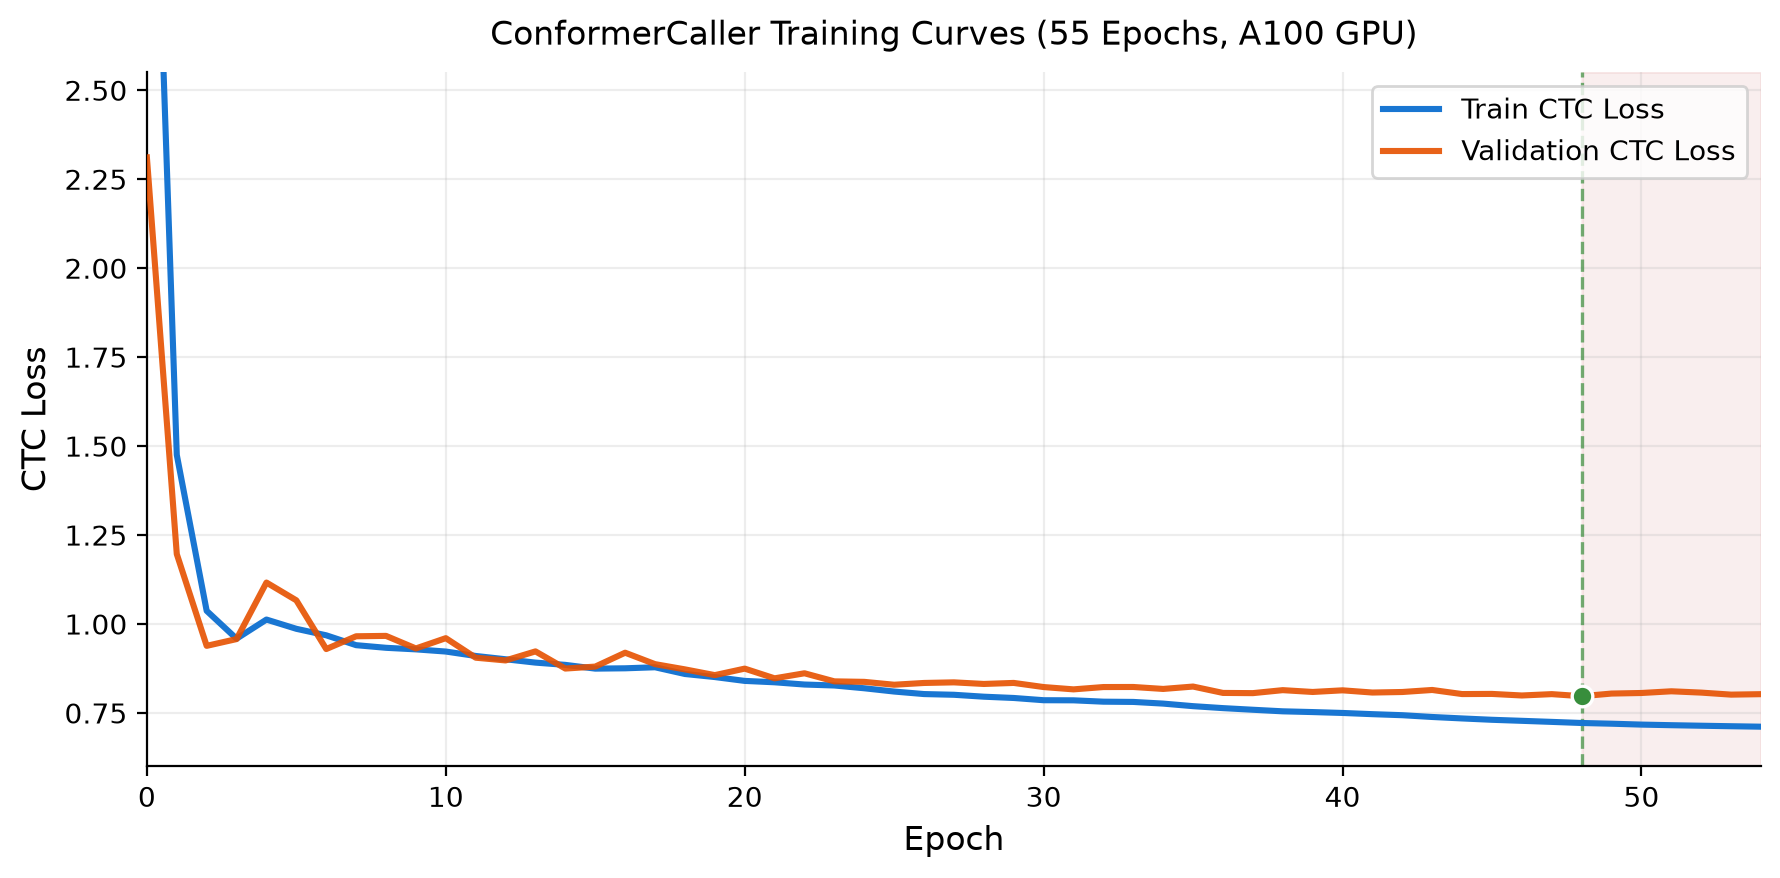 ConformerCaller Training Curves (55 Epochs, A100 GPU)
Train CTC Loss
Validation CTC Loss
CTC Loss
2.50
2.25
2.00
1.75
1.50
1.25
1.00
0.75
0 10 20 30 40 50
Epoch